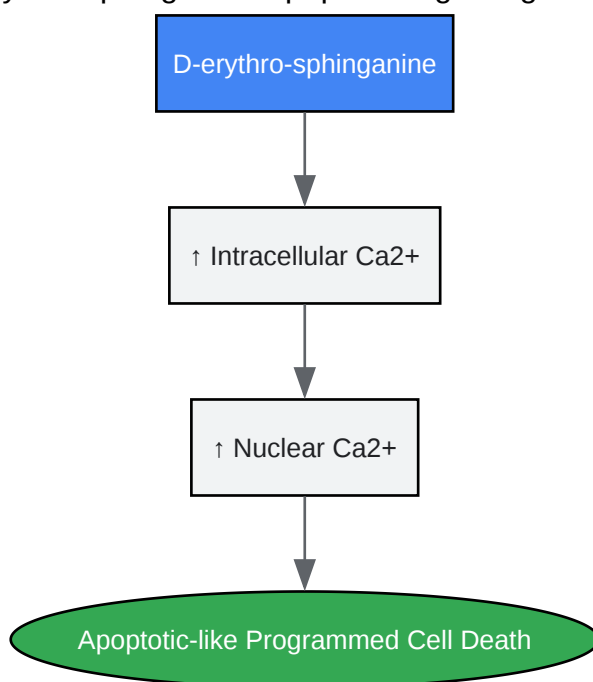 D-erythro-sphinganine
↑ Intracellular Ca2+
↑ Nuclear Ca2+
Apoptotic-like Programmed Cell Death